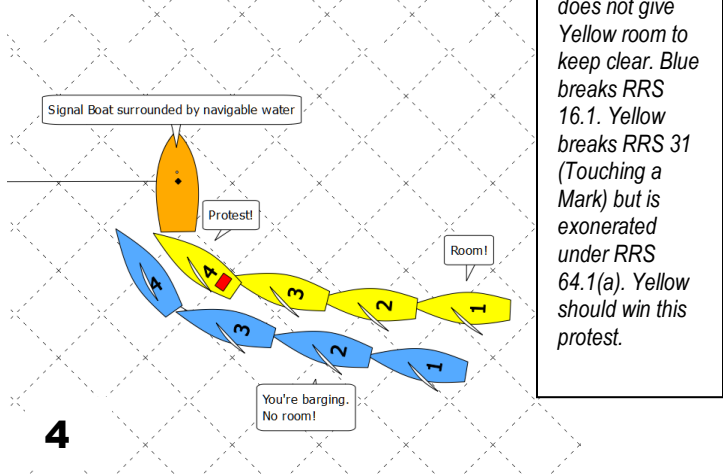 does not give
Yellow room to
keep clear. Blue
breaks RRS
16.1. Yellow
breaks RRS 31
(Touching a
Mark) but is
exonerated
under RRS
64.1(a). Yellow
should win this
protest.
Signal Boat surrounded by navigable water
Protest!
Room!
4
3
2
1
4
3
2
1
You're barging.
No room!
4